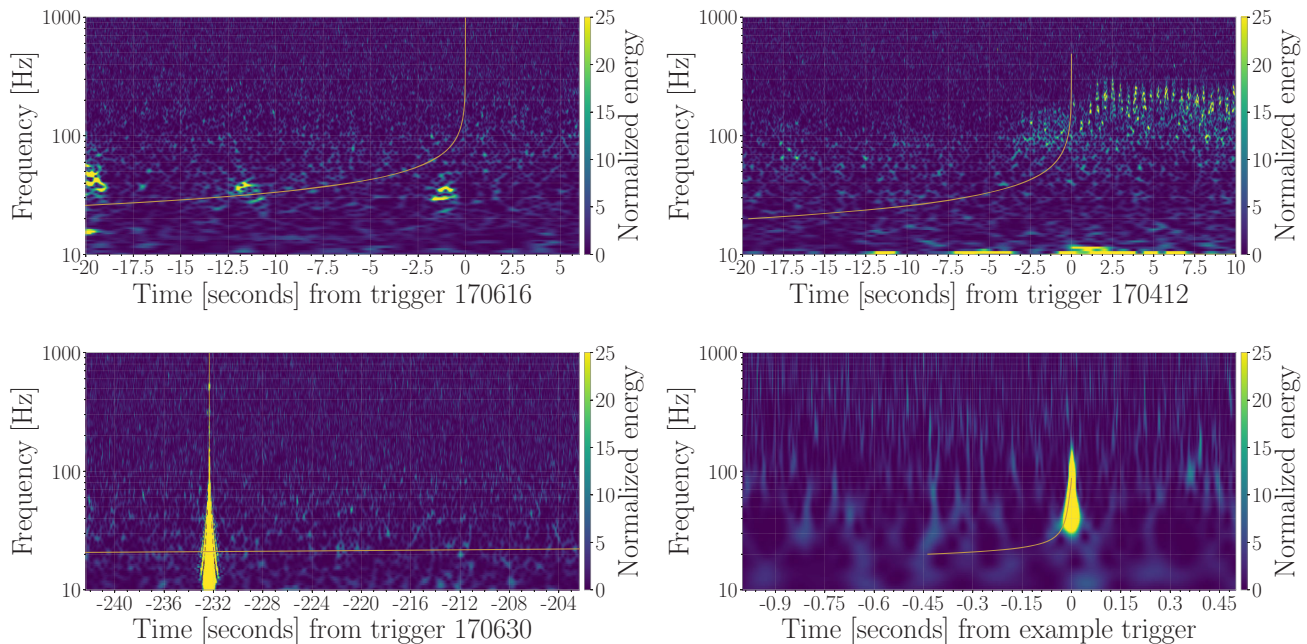 1000
100
10
Frequency [Hz]
-20 -17.5 -15 -12.5 -10 -7.5 -5 -2.5 0 2.5 5
Time [seconds] from trigger 170616
25
20
15
10
5
0
Normalized energy
1000
100
10
Frequency [Hz]
-20 -17.5 -15 -12.5 -10 -7.5 -5 -2.5 0 2.5 5 7.5 10
Time [seconds] from trigger 170412
25
20
15
10
5
0
Normalized energy
1000
100
10
Frequency [Hz]
-240 -236 -232 -228 -224 -220 -216 -212 -208 -204
Time [seconds] from trigger 170630
25
20
15
10
5
0
Normalized energy
1000
100
10
Frequency [Hz]
-0.9 -0.75 -0.6 -0.45 -0.3 -0.15 0 0.15 0.3 0.45
Time [seconds] from example trigger
25
20
15
10
5
0
Normalized energy